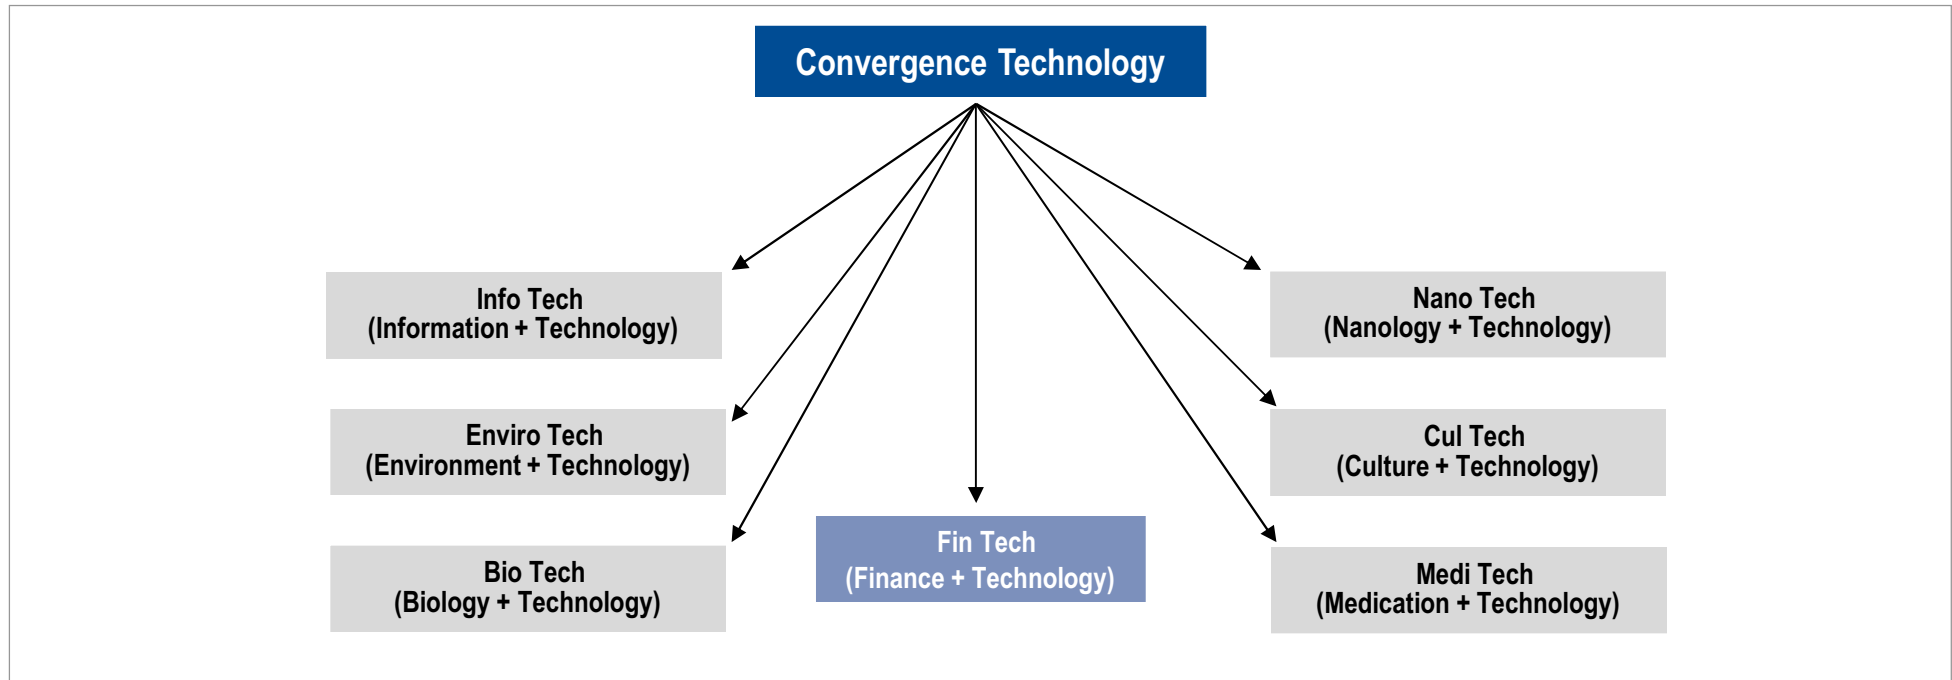 Convergence Technology
Info Tech
(Information + Technology)
Enviro Tech
(Environment + Technology)
Bio Tech
(Biology + Technology)
Fin Tech
(Finance + Technology)
Nano Tech
(Nanology + Technology)
Cul Tech
(Culture + Technology)
Medi Tech
(Medication + Technology)